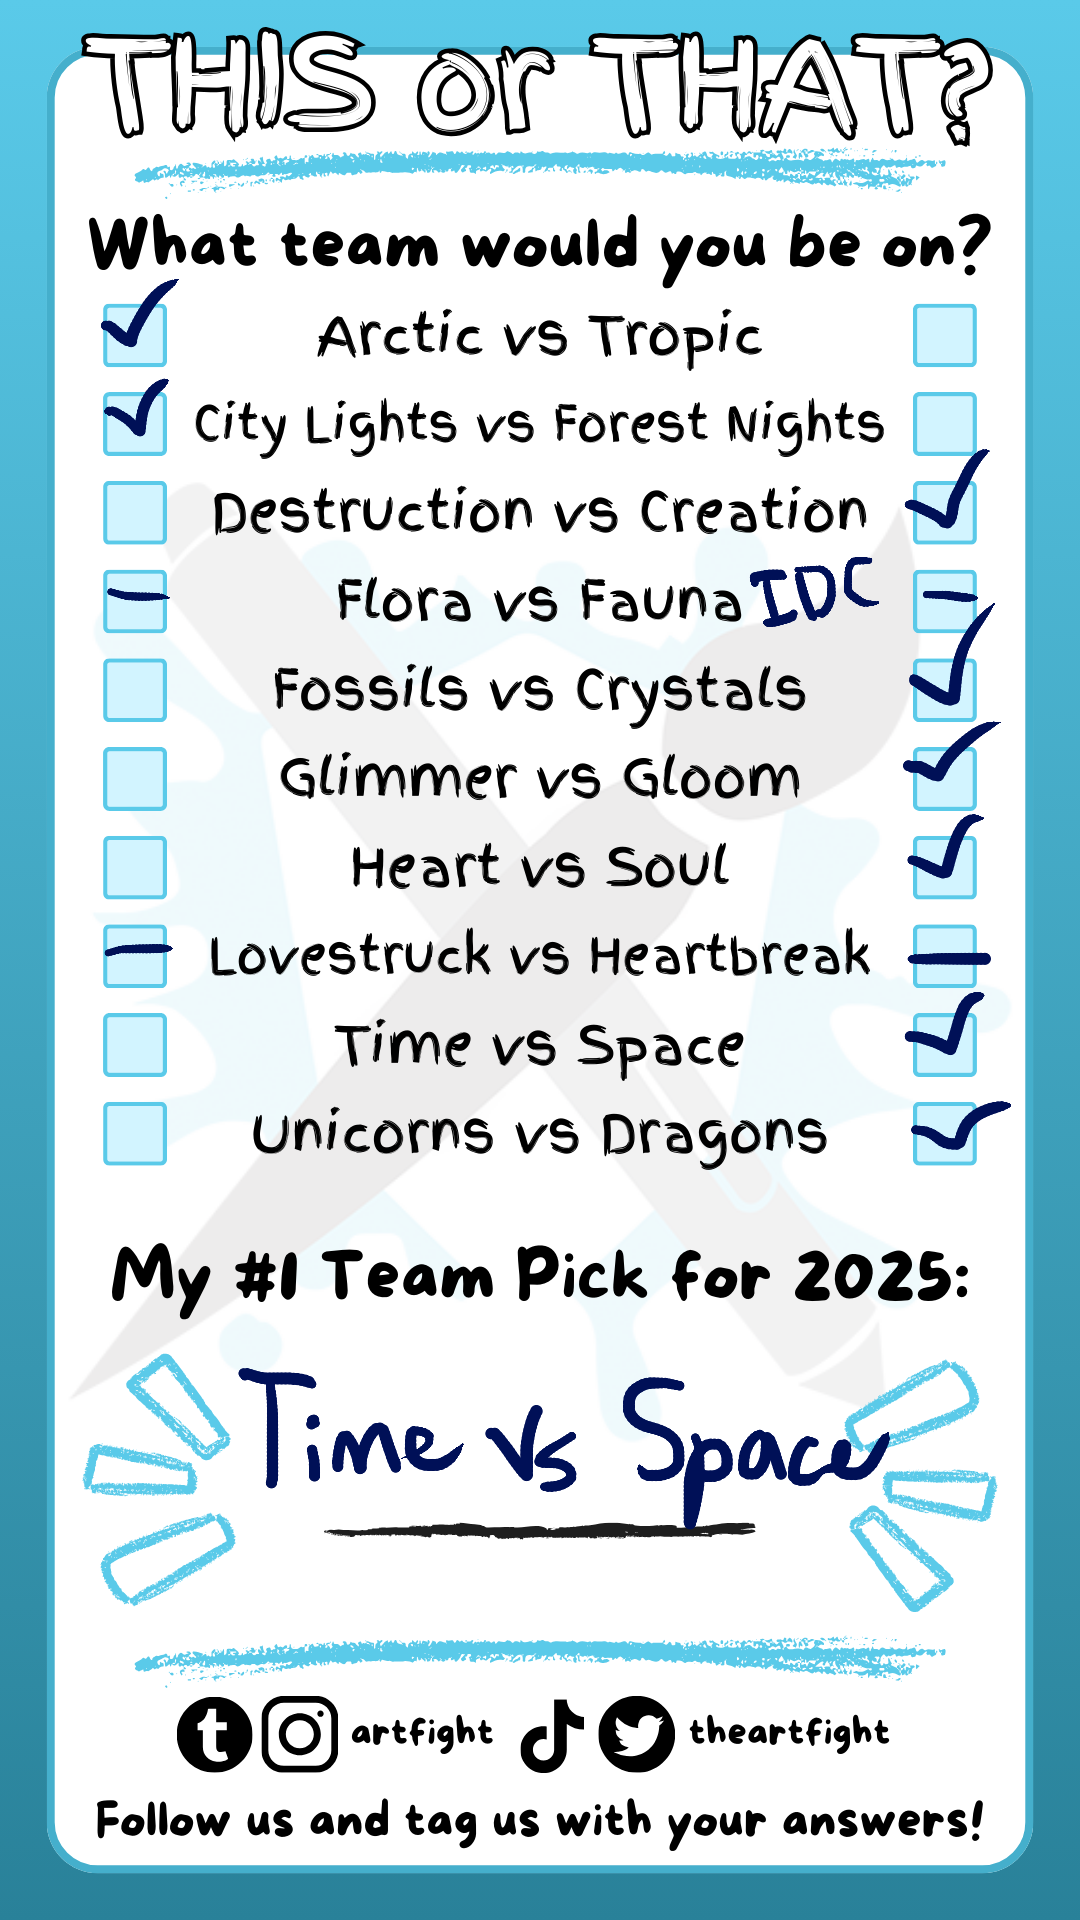 THIS or THAT?
What team would you be on?
Arctic vs Tropic
City Lights vs Forest Nights
Destruction vs Creation
Flora vs Fauna IDC
Fossils vs Crystals
Glimmer vs Gloom
Heart vs Soul
Lovestruck vs Heartbreak
Time vs Space
Unicorns vs Dragons
My #1 Team Pick for 2025:
Time vs Space
artfight theartfight
Follow us and tag us with your answers!